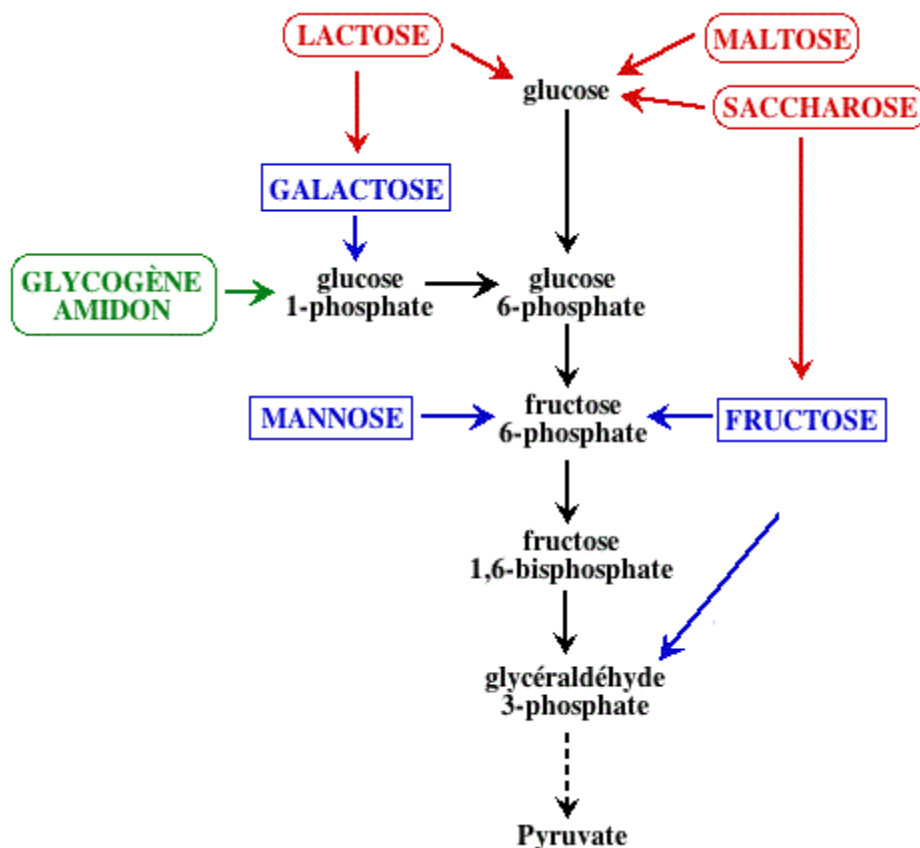 LACTOSE
MALTOSE
glucose
SACCHAROSE
GALACTOSE
GLYCOGÈNE
AMIDON
glucose
1-phosphate
glucose
6-phosphate
MANNOSE
fructose
6-phosphate
FRUCTOSE
fructose
1,6-bisphosphate
glycéraldéhyde
3-phosphate
Pyruvate